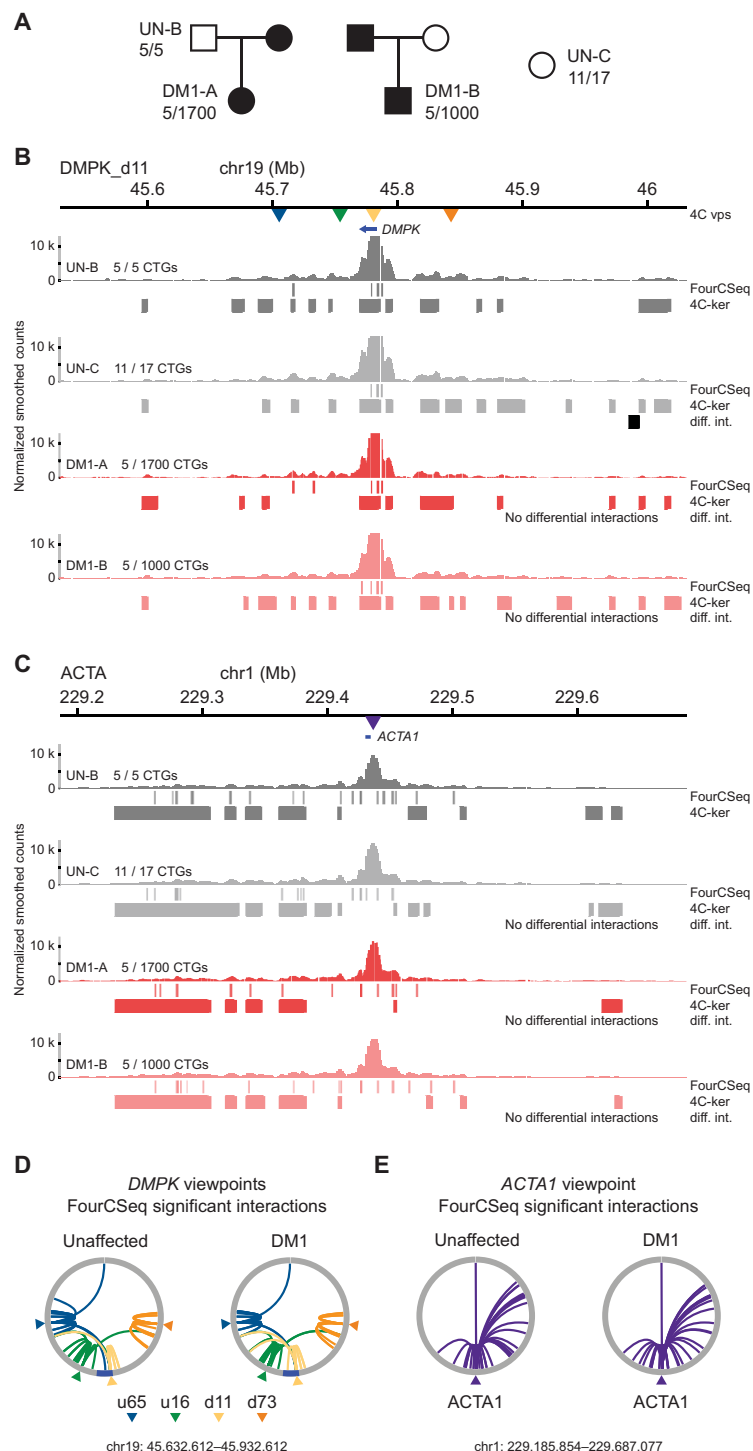 A
UN-B
5/5
DM1-A
5/1700
DM1-B
5/1000
UN-C
11/17
B
DMPK_d11 chr19 (Mb)
45.6 45.7 45.8 45.9 46
4C vps
DMPK
Normalized smoothed counts
10 k
0
UN-B 5 / 5 CTGs
FourCSeq
4C-ker
10 k
0
UN-C 11 / 17 CTGs
FourCSeq
4C-ker
diff. int.
10 k
0
DM1-A 5 / 1700 CTGs
FourCSeq
4C-ker
No differential interactions diff. int.
10 k
0
DM1-B 5 / 1000 CTGs
FourCSeq
4C-ker
No differential interactions diff. int.
C
ACTA chr1 (Mb)
229.2 229.3 229.4 229.5 229.6
ACTA1
Normalized smoothed counts
10 k
0
UN-B 5 / 5 CTGs
FourCSeq
4C-ker
10 k
0
UN-C 11 / 17 CTGs
FourCSeq
4C-ker
No differential interactions diff. int.
10 k
0
DM1-A 5 / 1700 CTGs
FourCSeq
4C-ker
No differential interactions diff. int.
10 k
0
DM1-B 5 / 1000 CTGs
FourCSeq
4C-ker
No differential interactions diff. int.
D
DMPK viewpoints
FourCSeq significant interactions
Unaffected DM1
u65 u16 d11 d73
chr19: 45.632.612–45.932.612
E
ACTA1 viewpoint
FourCSeq significant interactions
Unaffected DM1
ACTA1 ACTA1
chr1: 229.185.854–229.687.077